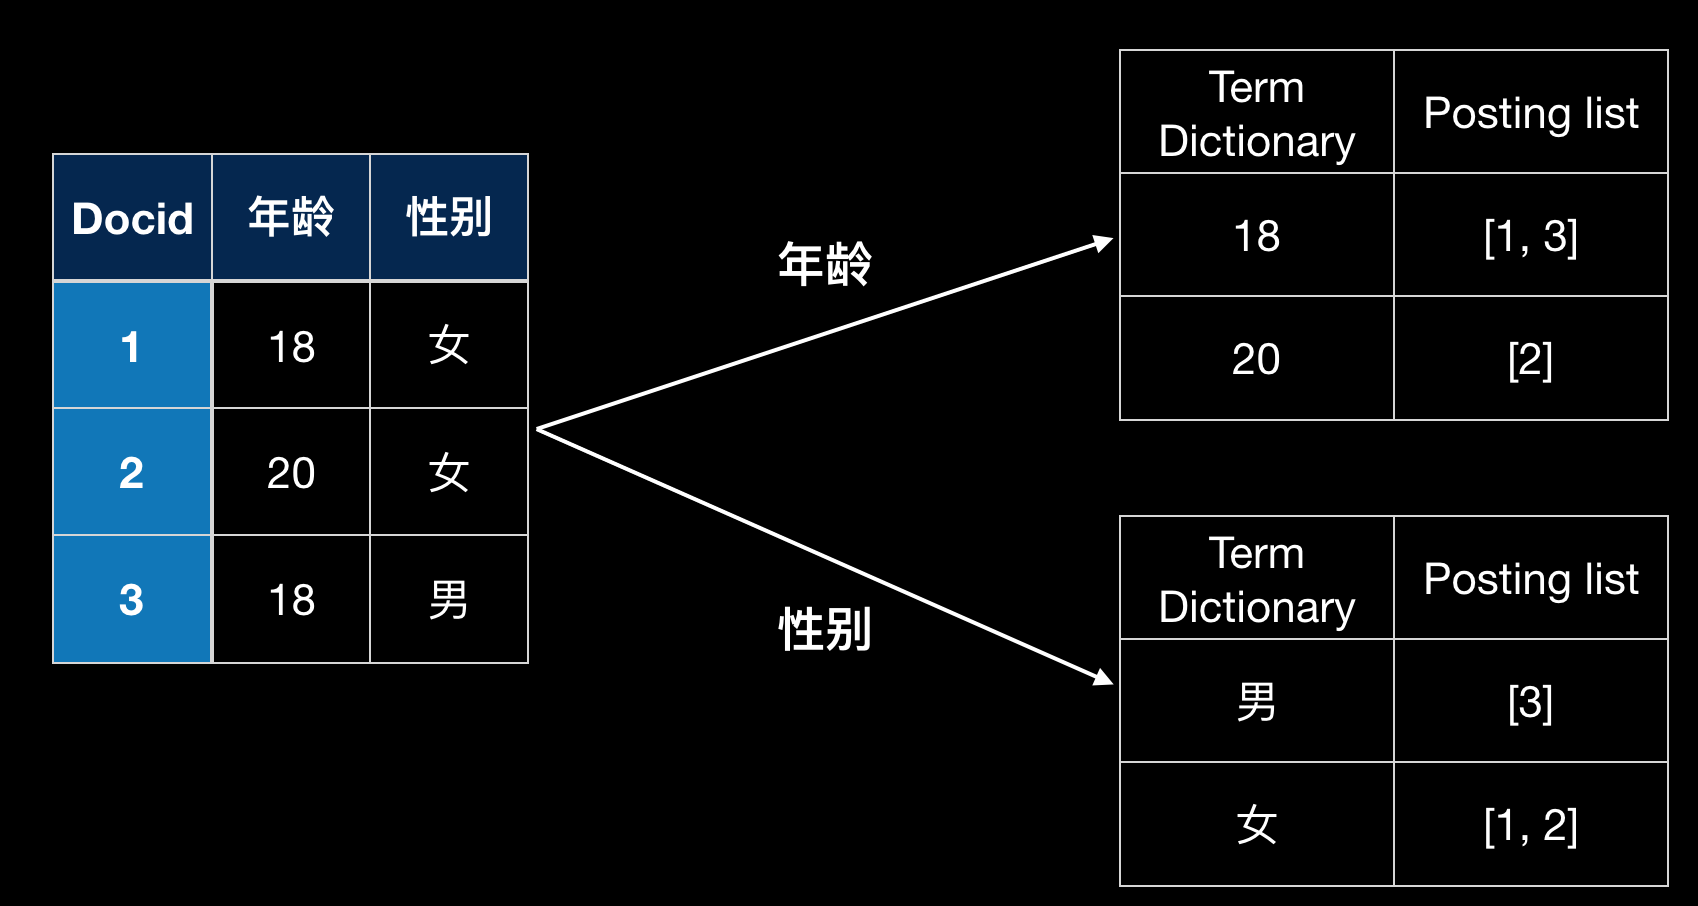 Docid 年龄 性别
1 18 女
2 20 女
3 18 男
年龄
性别
Term
Dictionary
Posting list
18 [1, 3]
20 [2]
Term
Dictionary
Posting list
男 [3]
女 [1, 2]